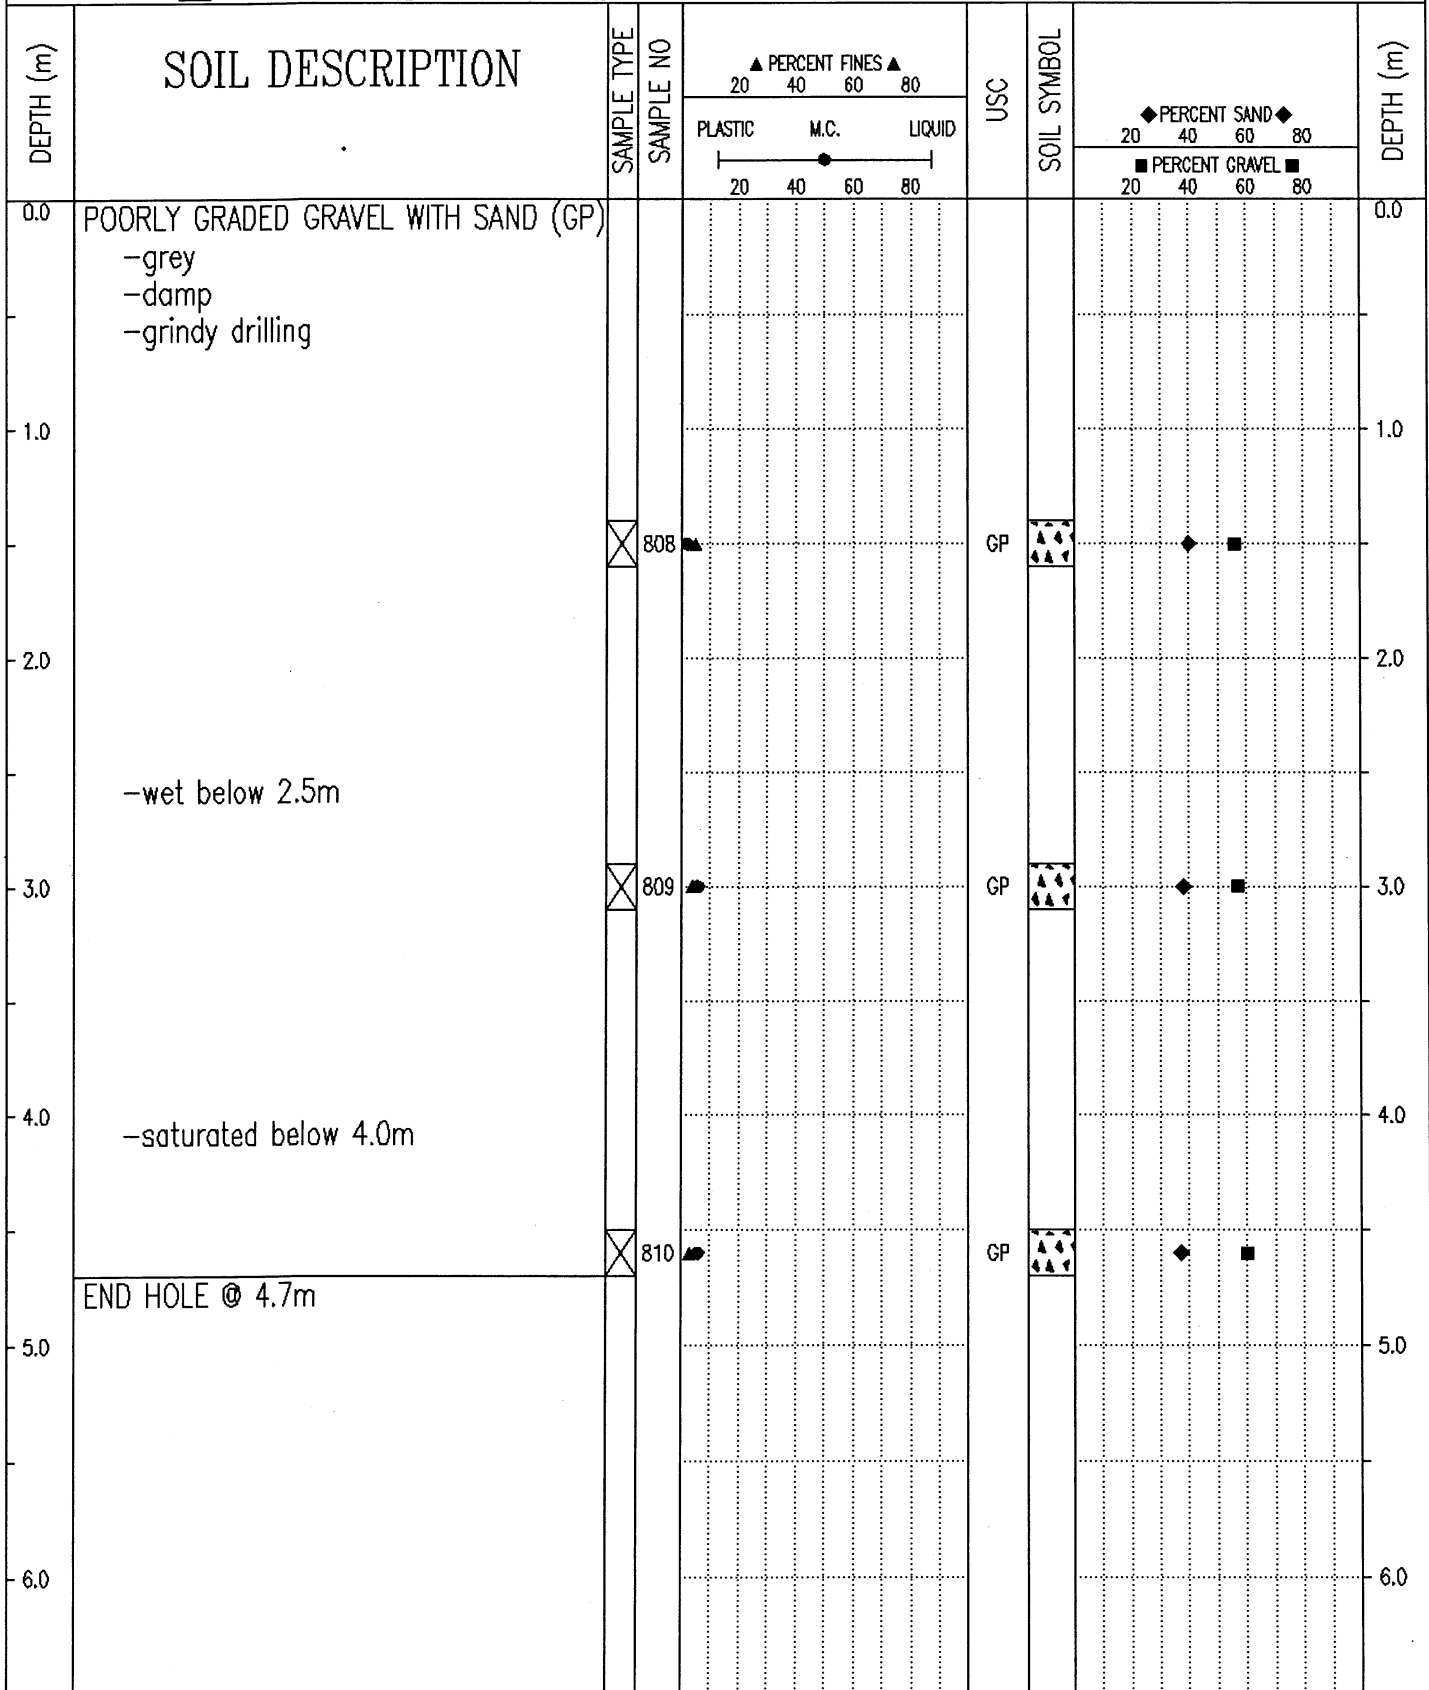 DEPTH (m)
SOIL DESCRIPTION
SAMPLE TYPE
SAMPLE NO
▲ PERCENT FINES ▲
20 40 60 80
PLASTIC M.C. LIQUID
20 40 60 80
USC
SOIL SYMBOL
◆PERCENT SAND◆
20 40 60 80
■ PERCENT GRAVEL ■
20 40 60 80
DEPTH (m)
0.0 POORLY GRADED GRAVEL WITH SAND (GP) 0.0
-grey
-damp
-grindy drilling
1.0 1.0
808 GP
2.0 2.0
-wet below 2.5m
3.0 809 GP 3.0
4.0 4.0
-saturated below 4.0m
810 GP
END HOLE @ 4.7m
5.0 5.0
6.0 6.0